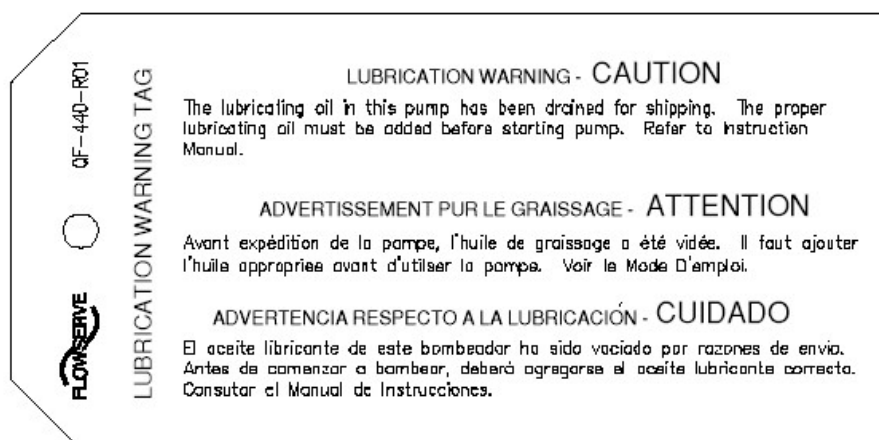 QF-440-R01
FLOWSERVE
LUBRICATION WARNING TAG
LUBRICATION WARNING - CAUTION
The lubricating oil in this pump has been drained for shipping. The proper
lubricating oil must be added before starting pump. Refer to Instruction
Manual.
ADVERTISSEMENT PUR LE GRAISSAGE - ATTENTION
Avant expédition de la pompe, l'huile de graissage a été vidée. Il faut ajouter
l'huile approprise avant d'utilser la pompe. Voir le Mode D'emploi.
ADVERTENCIA RESPECTO A LA LUBRICACIÓN - CUIDADO
El aceite libricante de este bombeador ha sido vaciado por razones de envio.
Antes de comenzar a bombear, deberá agregarse el aceite lubricante correcto.
Consutar el Manual de Instrucciones.